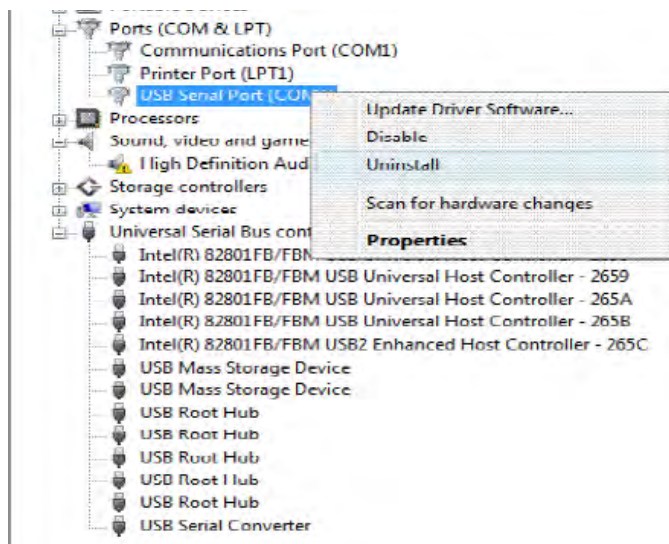 Ports (COM & LPT)
Communications Port (COM1)
Printer Port (LPT1)
USB Serial Port (COM
Update Driver Software...
Processors
Disable
Sound, video and game
Uninstall
High Definition Aud
Storage controllers
Scan for hardware changes
System devices
Universal Serial Bus cont
Properties
Intel(R) 82801FB/FBM
Intel(R) 82801FB/FBM USB Universal Host Controller - 2659
Intel(R) 82801FB/FBM USB Universal Host Controller - 265A
Intel(R) 82801FB/FBM USB Universal Host Controller - 265B
Intel(R) 82801FB/FBM USB2 Enhanced Host Controller - 265C
USB Mass Storage Device
USB Mass Storage Device
USB Root Hub
USB Root Hub
USB Root Hub
USB Root Hub
USB Root Hub
USB Serial Converter